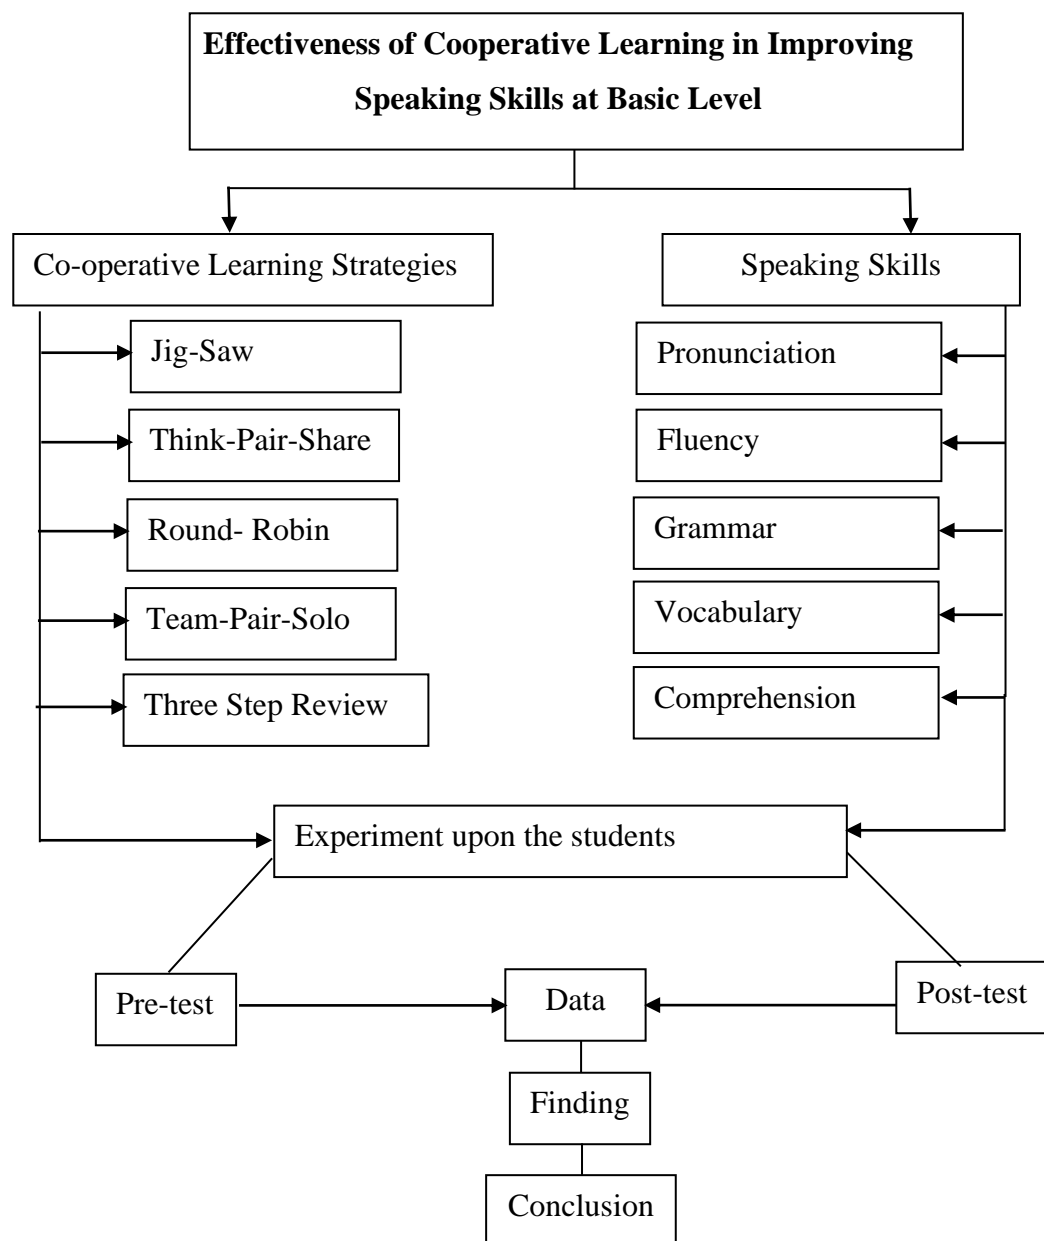 Effectiveness of Cooperative Learning in Improving
Speaking Skills at Basic Level
Co-operative Learning Strategies
Speaking Skills
Jig-Saw
Think-Pair-Share
Round- Robin
Team-Pair-Solo
Three Step Review
Pronunciation
Fluency
Grammar
Vocabulary
Comprehension
Experiment upon the students
Pre-test
Data
Post-test
Finding
Conclusion